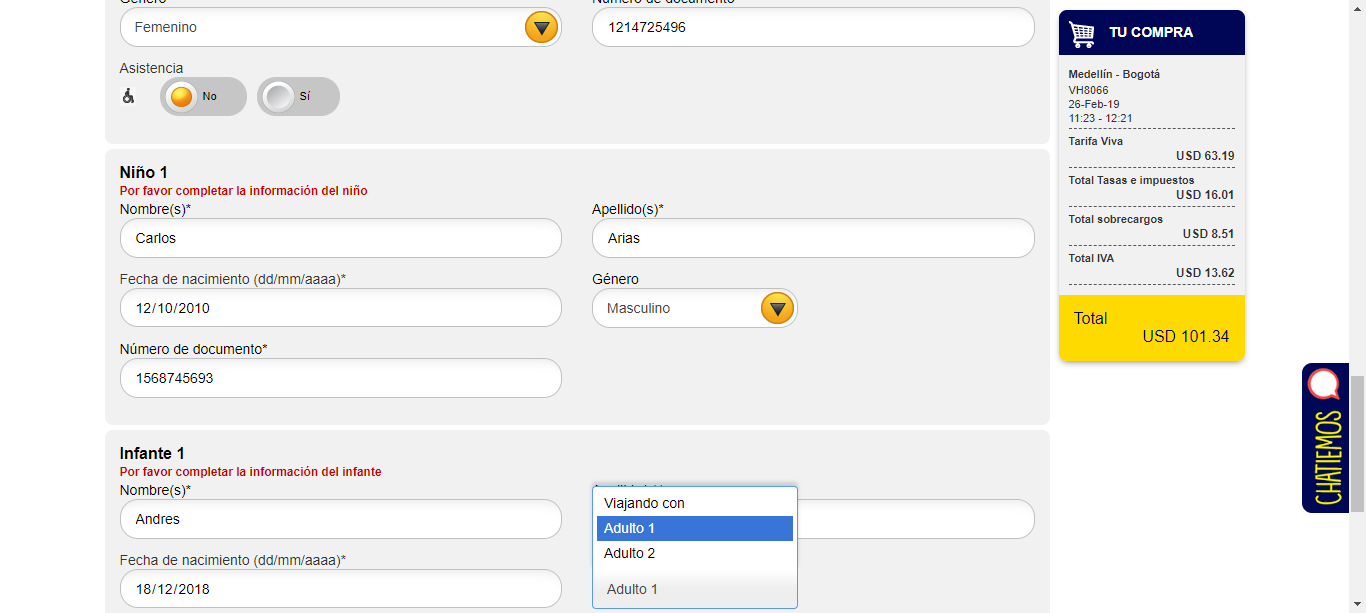 Género
Número de documento
Femenino
1214725496
Asistencia
No
Sí
Niño 1
Por favor completar la información del niño
Nombre(s)*
Apellido(s)*
Carlos
Arias
Fecha de nacimiento (dd/mm/aaaa)*
Género
12/10/2010
Masculino
Número de documento*
1568745693
Infante 1
Por favor completar la información del infante
Nombre(s)*
Andres
Viajando con
Adulto 1
Adulto 2
Adulto 1
Fecha de nacimiento (dd/mm/aaaa)*
18/12/2018
TU COMPRA
Medellín - Bogotá
VH8066
26-Feb-19
11:23 - 12:21
Tarifa Viva
USD 63.19
Total Tasas e impuestos
USD 16.01
Total sobrecargos
USD 8.51
Total IVA
USD 13.62
Total
USD 101.34
CHATIEMOS